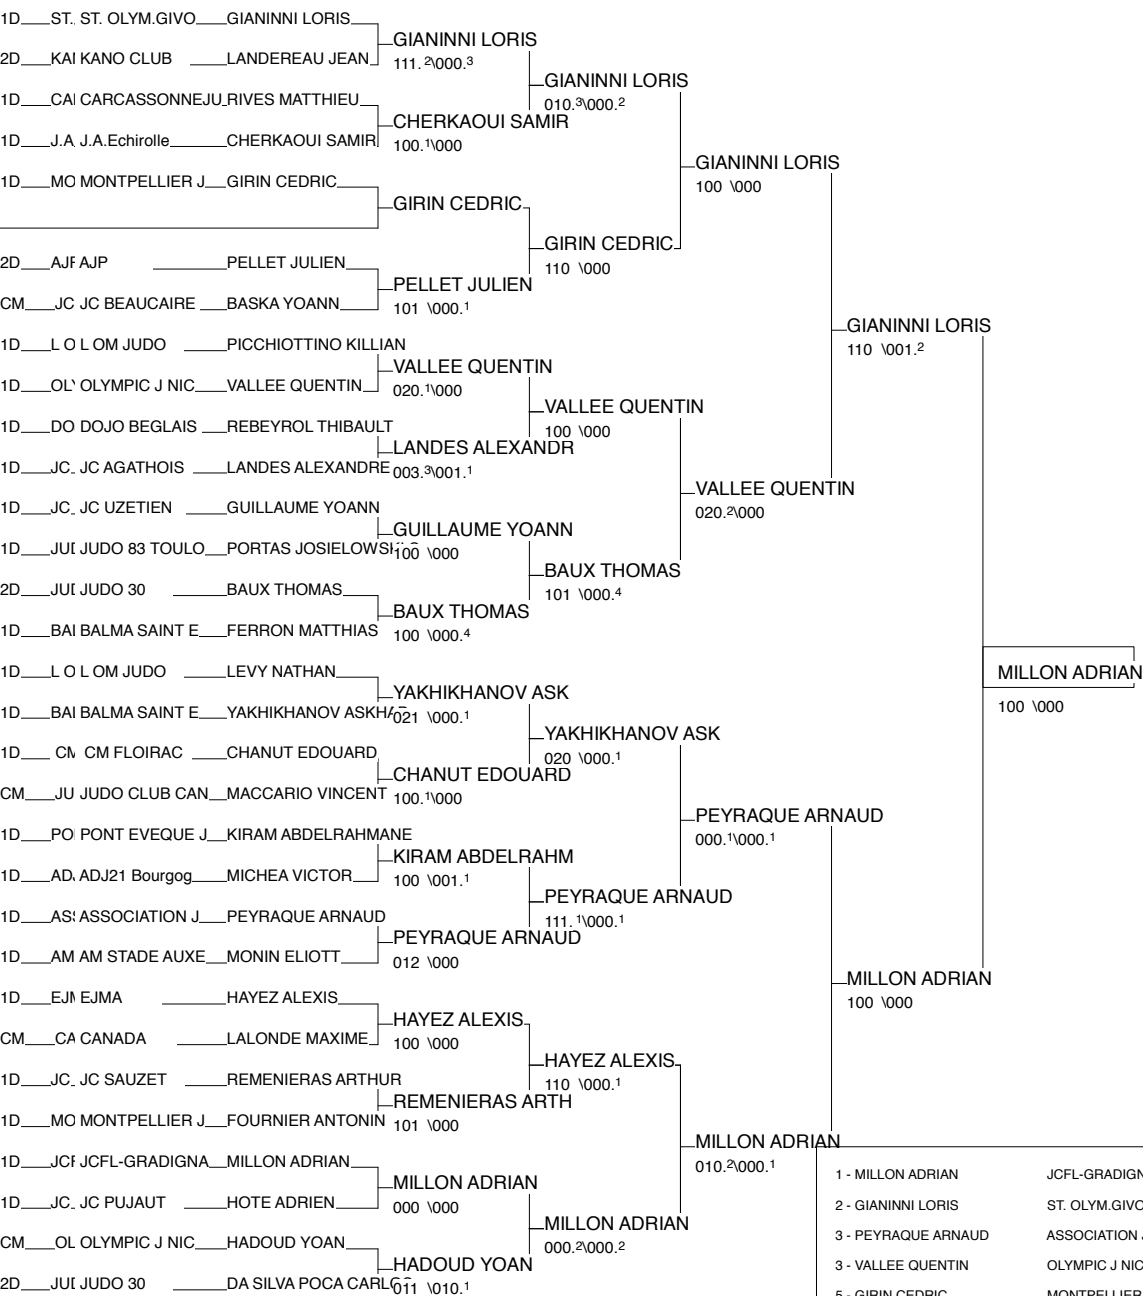 1D ST. ST. OLYM.GIVO GIANINNI LORIS
GIANINNI LORIS
2D KAI KANO CLUB LANDEREAU JEAN
111. 2\000.3
GIANINNI LORIS
1D CAI CARCASSONNEJU RIVES MATTHIEU
010.3\000.2
CHERKAOUI SAMIR
1D J.A J.A.Echirolle CHERKAOUI SAMIR
100.1\000
GIANINNI LORIS
1D MO MONTPELLIER J GIRIN CEDRIC
100 \000
GIRIN CEDRIC
GIRIN CEDRIC
2D AJF AJP PELLET JULIEN
110 \000
PELLET JULIEN
CM JC JC BEAUCAIRE BASKA YOANN
101 \000.1
GIANINNI LORIS
1D L O L OM JUDO PICCHIOTTINO KILLIAN
110 \001.2
VALLEE QUENTIN
1D OLY OLYMPIC J NIC VALLEE QUENTIN
020.1\000
VALLEE QUENTIN
1D DO DOJO BEGLAIS REBEYROL THIBAULT
100 \000
LANDES ALEXANDR
1D JC. JC AGATHOIS LANDES ALEXANDRE
003.3\001.1
VALLEE QUENTIN
1D JC. JC UZETIEN GUILLAUME YOANN
020.2\000
GUILLAUME YOANN
1D JUI JUDO 83 TOULO PORTAS JOSIELOWSKI
100 \000
BAUX THOMAS
2D JUI JUDO 30 BAUX THOMAS
101 \000.4
BAUX THOMAS
1D BAI BALMA SAINT E FERRON MATTHIAS
100 \000.4
MILLON ADRIAN
1D L O L OM JUDO LEVY NATHAN
100 \000
YAKHIKHANOV ASK
1D BAI BALMA SAINT E YAKHIKHANOV ASKHA
021 \000.1
YAKHIKHANOV ASK
1D CM CM FLOIRAC CHANUT EDOUARD
020 \000.1
CHANUT EDOUARD
CM JU JUDO CLUB CAN MACCARIO VINCENT
100.1\000
PEYRAQUE ARNAUD
1D POI PONT EVEQUE J KIRAM ABDELRAHMANE
000.1\000.1
KIRAM ABDELRAHM
1D ADJ ADJ21 Bourgog MICHEA VICTOR
100 \001.1
PEYRAQUE ARNAUD
1D ASS ASSOCIATION J PEYRAQUE ARNAUD
111. 1\000.1
PEYRAQUE ARNAUD
1D AM AM STADE AUXE MONIN ELIOTT
012 \000
MILLON ADRIAN
1D EJM EJMA HAYEZ ALEXIS
100 \000
HAYEZ ALEXIS
CM CA CANADA LALONDE MAXIME
100 \000
HAYEZ ALEXIS
1D JC. JC SAUZET REMENIERAS ARTHUR
110 \000.1
REMENIERAS ARTH
1D MO MONTPELLIER J FOURNIER ANTONIN
101 \000
MILLON ADRIAN
1D JCF JCFL-GRADIGNA MILLON ADRIAN
010.2\000.1
MILLON ADRIAN
1D JC. JC PUJAUT HOTE ADRIEN
000 \000
MILLON ADRIAN
CM OL OLYMPIC J NIC HADOUD YOAN
000.2\000.2
HADOUD YOAN
2D JUI JUDO 30 DA SILVA POCA CARLOS
011 \010.1
1 - MILLON ADRIAN JCFL-GRADIGN
2 - GIANINNI LORIS ST. OLYM.GIVO
3 - PEYRAQUE ARNAUD ASSOCIATION J
3 - VALLEE QUENTIN OLYMPIC J NIC
5 - GIRIN CEDRIC MONTPELLIER